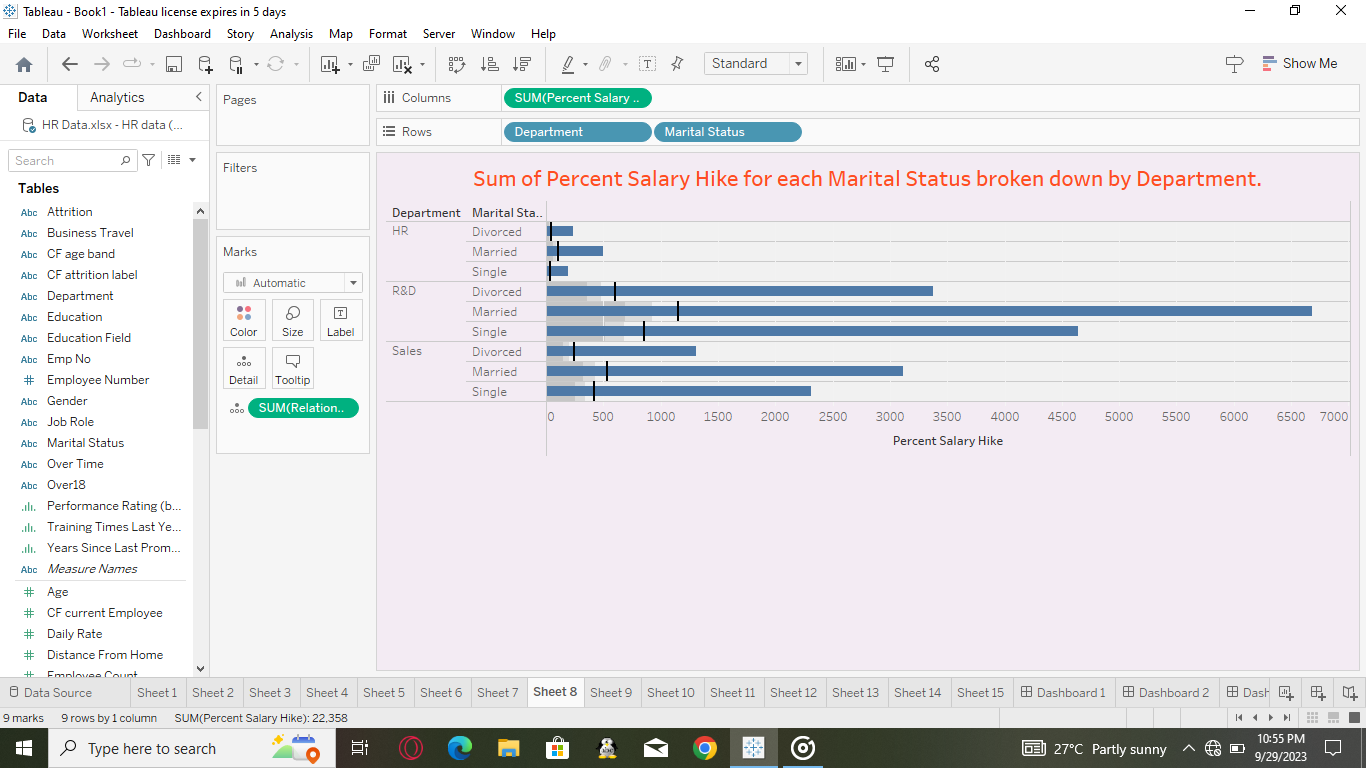 Tableau - Book1 - Tableau license expires in 5 days
File Data Worksheet Dashboard Story Analysis Map Format Server Window Help
Standard
Show Me
Data Analytics
HR Data.xlsx - HR data (...
Search
Tables
Abc Attrition
Abc Business Travel
Abc CF age band
Abc CF attrition label
Abc Department
Abc Education
Abc Education Field
Abc Emp No
# Employee Number
Abc Gender
Abc Job Role
Abc Marital Status
Abc Over Time
Abc Over18
Performance Rating (b...
Training Times Last Ye...
Years Since Last Prom...
Abc Measure Names
# Age
# CF current Employee
# Daily Rate
# Distance From Home
# Employee Count
Pages
Filters
Marks
Automatic
Color Size Label
Detail Tooltip
SUM(Relation..
Columns SUM(Percent Salary ..
Rows Department Marital Status
Sum of Percent Salary Hike for each Marital Status broken down by Department.
Department Marital Sta..
HR Divorced
Married
Single
R&D Divorced
Married
Single
Sales Divorced
Married
Single
0 500 1000 1500 2000 2500 3000 3500 4000 4500 5000 5500 6000 6500 7000
Percent Salary Hike
Data Source Sheet 1 Sheet 2 Sheet 3 Sheet 4 Sheet 5 Sheet 6 Sheet 7 Sheet 8 Sheet 9 Sheet 10 Sheet 11 Sheet 12 Sheet 13 Sheet 14 Sheet 15 Dashboard 1 Dashboard 2 Dash
9 marks 9 rows by 1 column SUM(Percent Salary Hike): 22,358
Type here to search
27°C Partly sunny
10:55 PM
9/29/2023